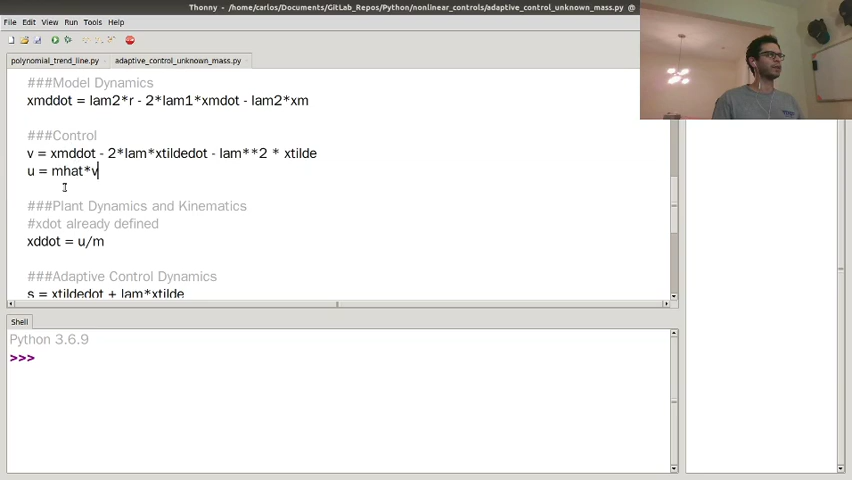 Thonny - /home/carlos/Documents/GitLab_Repos/Python/nonlinear_controls/adaptive_control_unknown_mass.py @
File Edit View Run Tools Help
polynomial_trend_line.py adaptive_control_unknown_mass.py
###Model Dynamics
xmddot = lam2*r - 2*lam1*xmdot - lam2*xm
###Control
v = xmddot - 2*lam*xtildedot - lam**2 * xtilde
u = mhat*v
###Plant Dynamics and Kinematics
#xdot already defined
xddot = u/m
###Adaptive Control Dynamics
s = xtildedot + lam*xtilde
Shell
Python 3.6.9
>>>